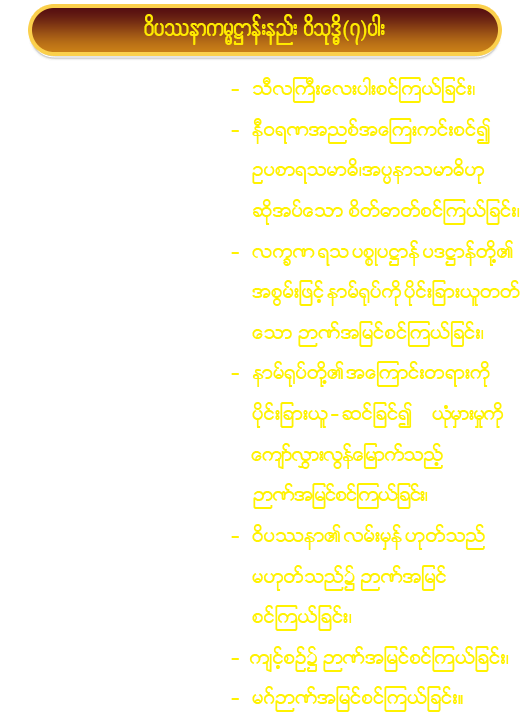 ဝိပဿနာကမ္မဋ္ဌာန်းနည်း ဝိသုဒ္ဓိ(၇)ပါး
- သီလကြီးလေးပါးစင်ကြယ်ခြင်း၊
- နီဝရဏအညစ်အကြေးကင်းစင်၍
ဥပစာရသမာဓိ၊အပ္ပနာသမာဓိဟု
ဆိုအပ်သော စိတ်ဓာတ်စင်ကြယ်ခြင်း၊
- လက္ခဏ ရသ ပစ္စုပဋ္ဌာန် ပဒဋ္ဌာန်တို့၏
အစွမ်းဖြင့် နာမ်ရုပ်ကို ပိုင်းခြားယူတတ်
သော ဉာဏ်အမြင်စင်ကြယ်ခြင်း၊
- နာမ်ရုပ်တို့၏ အကြောင်းတရားကို
ပိုင်းခြားယူ - ဆင်ခြင်၍ ယုံမှားမှုကို
ကျော်လွှားလွန်မြောက်သည့်
ဉာဏ်အမြင်စင်ကြယ်ခြင်း၊
- ဝိပဿနာ၏ လမ်းမှန် ဟုတ်သည်
မဟုတ်သည်၌ ဉာဏ်အမြင်
စင်ကြယ်ခြင်း၊
- ကျင့်စဉ်၌ ဉာဏ်အမြင်စင်ကြယ်ခြင်း၊
- မဂ်ဉာဏ်အမြင်စင်ကြယ်ခြင်း။